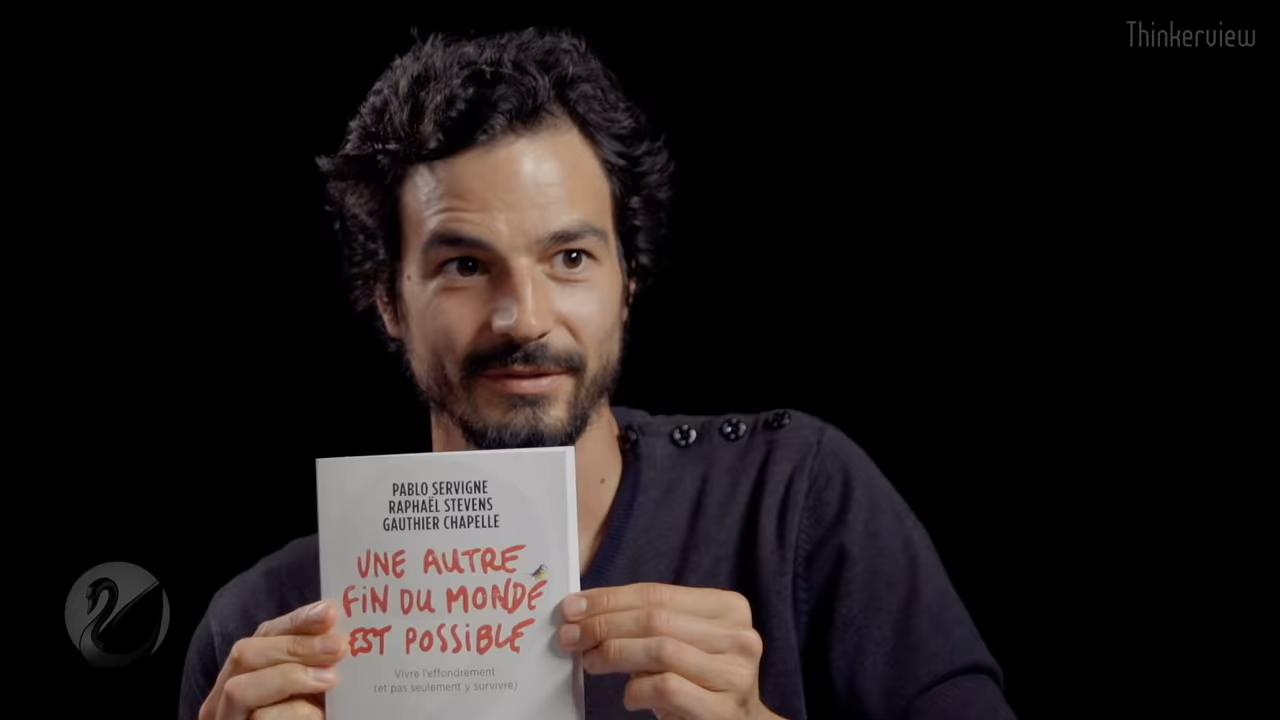 Thinkerview
PABLO SERVIGNE
RAPHAËL STEVENS
GAUTHIER CHAPELLE
UNE AUTRE
FIN DU MONDE
EST POSSIBLE
Vivre l'effondrement
(et pas seulement y survivre)